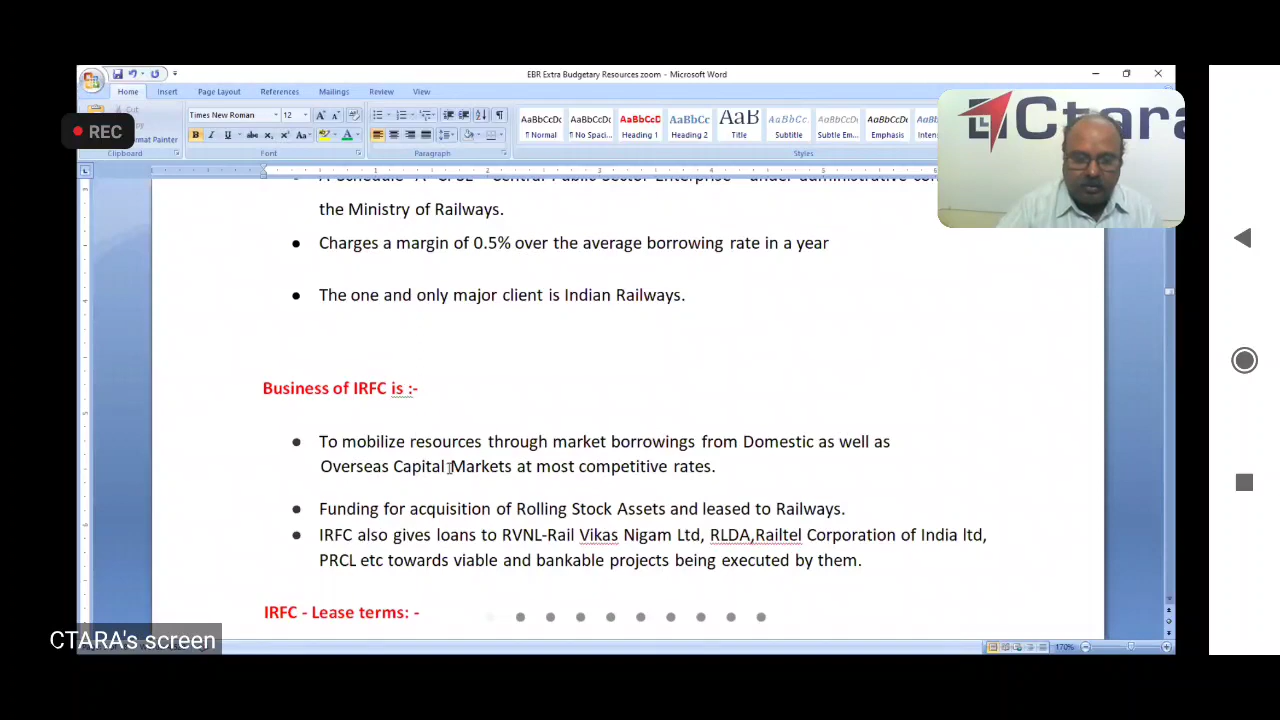 EBR Extra Budgetary Resources zoom - Microsoft Word
Home Insert Page Layout References Mailings Review View
REC
Cut
Format Painter
Clipboard
Times New Roman 12
Font
Paragraph
AaBbCcDc AaBbCcDc AaBbCcD AaBbCc AaB AaBbCcL AaBbCcDc AaBbCcDc
¶ Normal ¶ No Spaci... Heading 1 ¶ Heading 2 Title Subtitle Subtle Em... Emphasis
Styles
Ctara
the Ministry of Railways.
● Charges a margin of 0.5% over the average borrowing rate in a year
● The one and only major client is Indian Railways.
Business of IRFC is :-
● To mobilize resources through market borrowings from Domestic as well as
Overseas Capital Markets at most competitive rates.
● Funding for acquisition of Rolling Stock Assets and leased to Railways.
● IRFC also gives loans to RVNL-Rail Vikas Nigam Ltd, RLDA,Railtel Corporation of India ltd,
PRCL etc towards viable and bankable projects being executed by them.
IRFC - Lease terms: -
CTARA's screen
170%